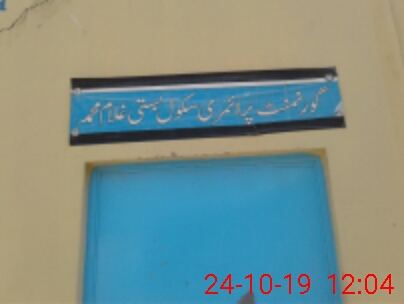 گورنمنٹ پرائمری سکول بستی غلام محمد
24-10-19 12:04